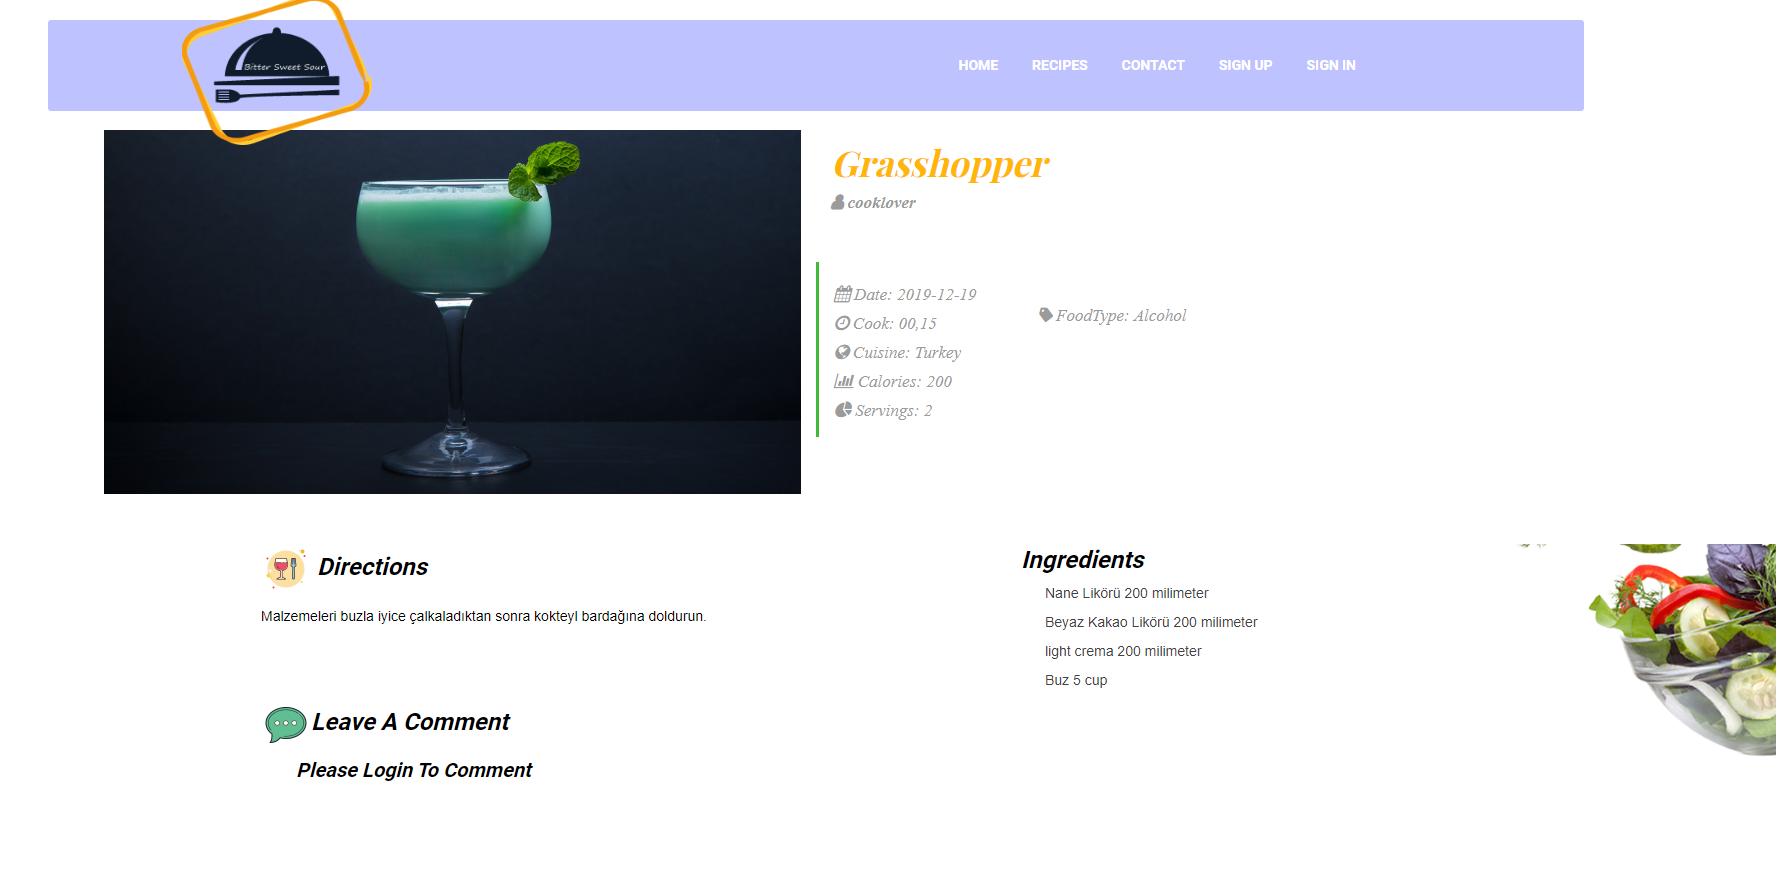 Bitter Sweet Sour
HOME RECIPES CONTACT SIGN UP SIGN IN
Grasshopper
cooklover
Date: 2019-12-19
Cook: 00,15
Cuisine: Turkey
Calories: 200
Servings: 2
FoodType: Alcohol
Directions
Malzemeleri buzla iyice çalkaladıktan sonra kokteyl bardağına doldurun.
Ingredients
Nane Likörü 200 milimeter
Beyaz Kakao Likörü 200 milimeter
light crema 200 milimeter
Buz 5 cup
Leave A Comment
Please Login To Comment